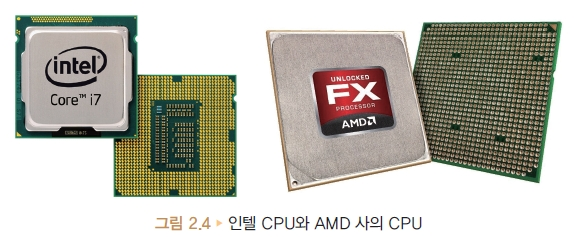 intel
Core™ i7
UNLOCKED
FX
PROCESSOR
AMD
그림 2.4 ▸ 인텔 CPU와 AMD 사의 CPU